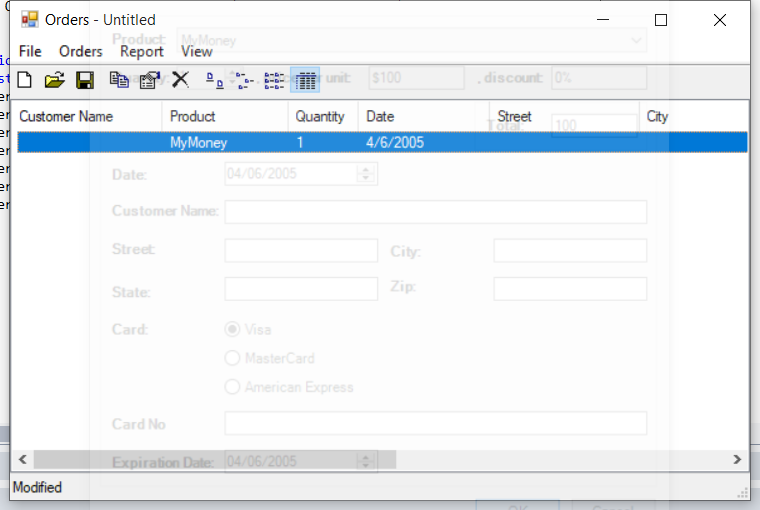 Orders - Untitled
Product: MyMoney
File Orders Report View
unit: $100 , discount: 0%
Customer Name Product Quantity Date Street City
Total: 100
MyMoney 1 4/6/2005
Date: 04/06/2005
Customer Name:
Street: City:
State: Zip:
Card: Visa
MasterCard
American Express
Card No
Expiration Date: 04/06/2005
Modified